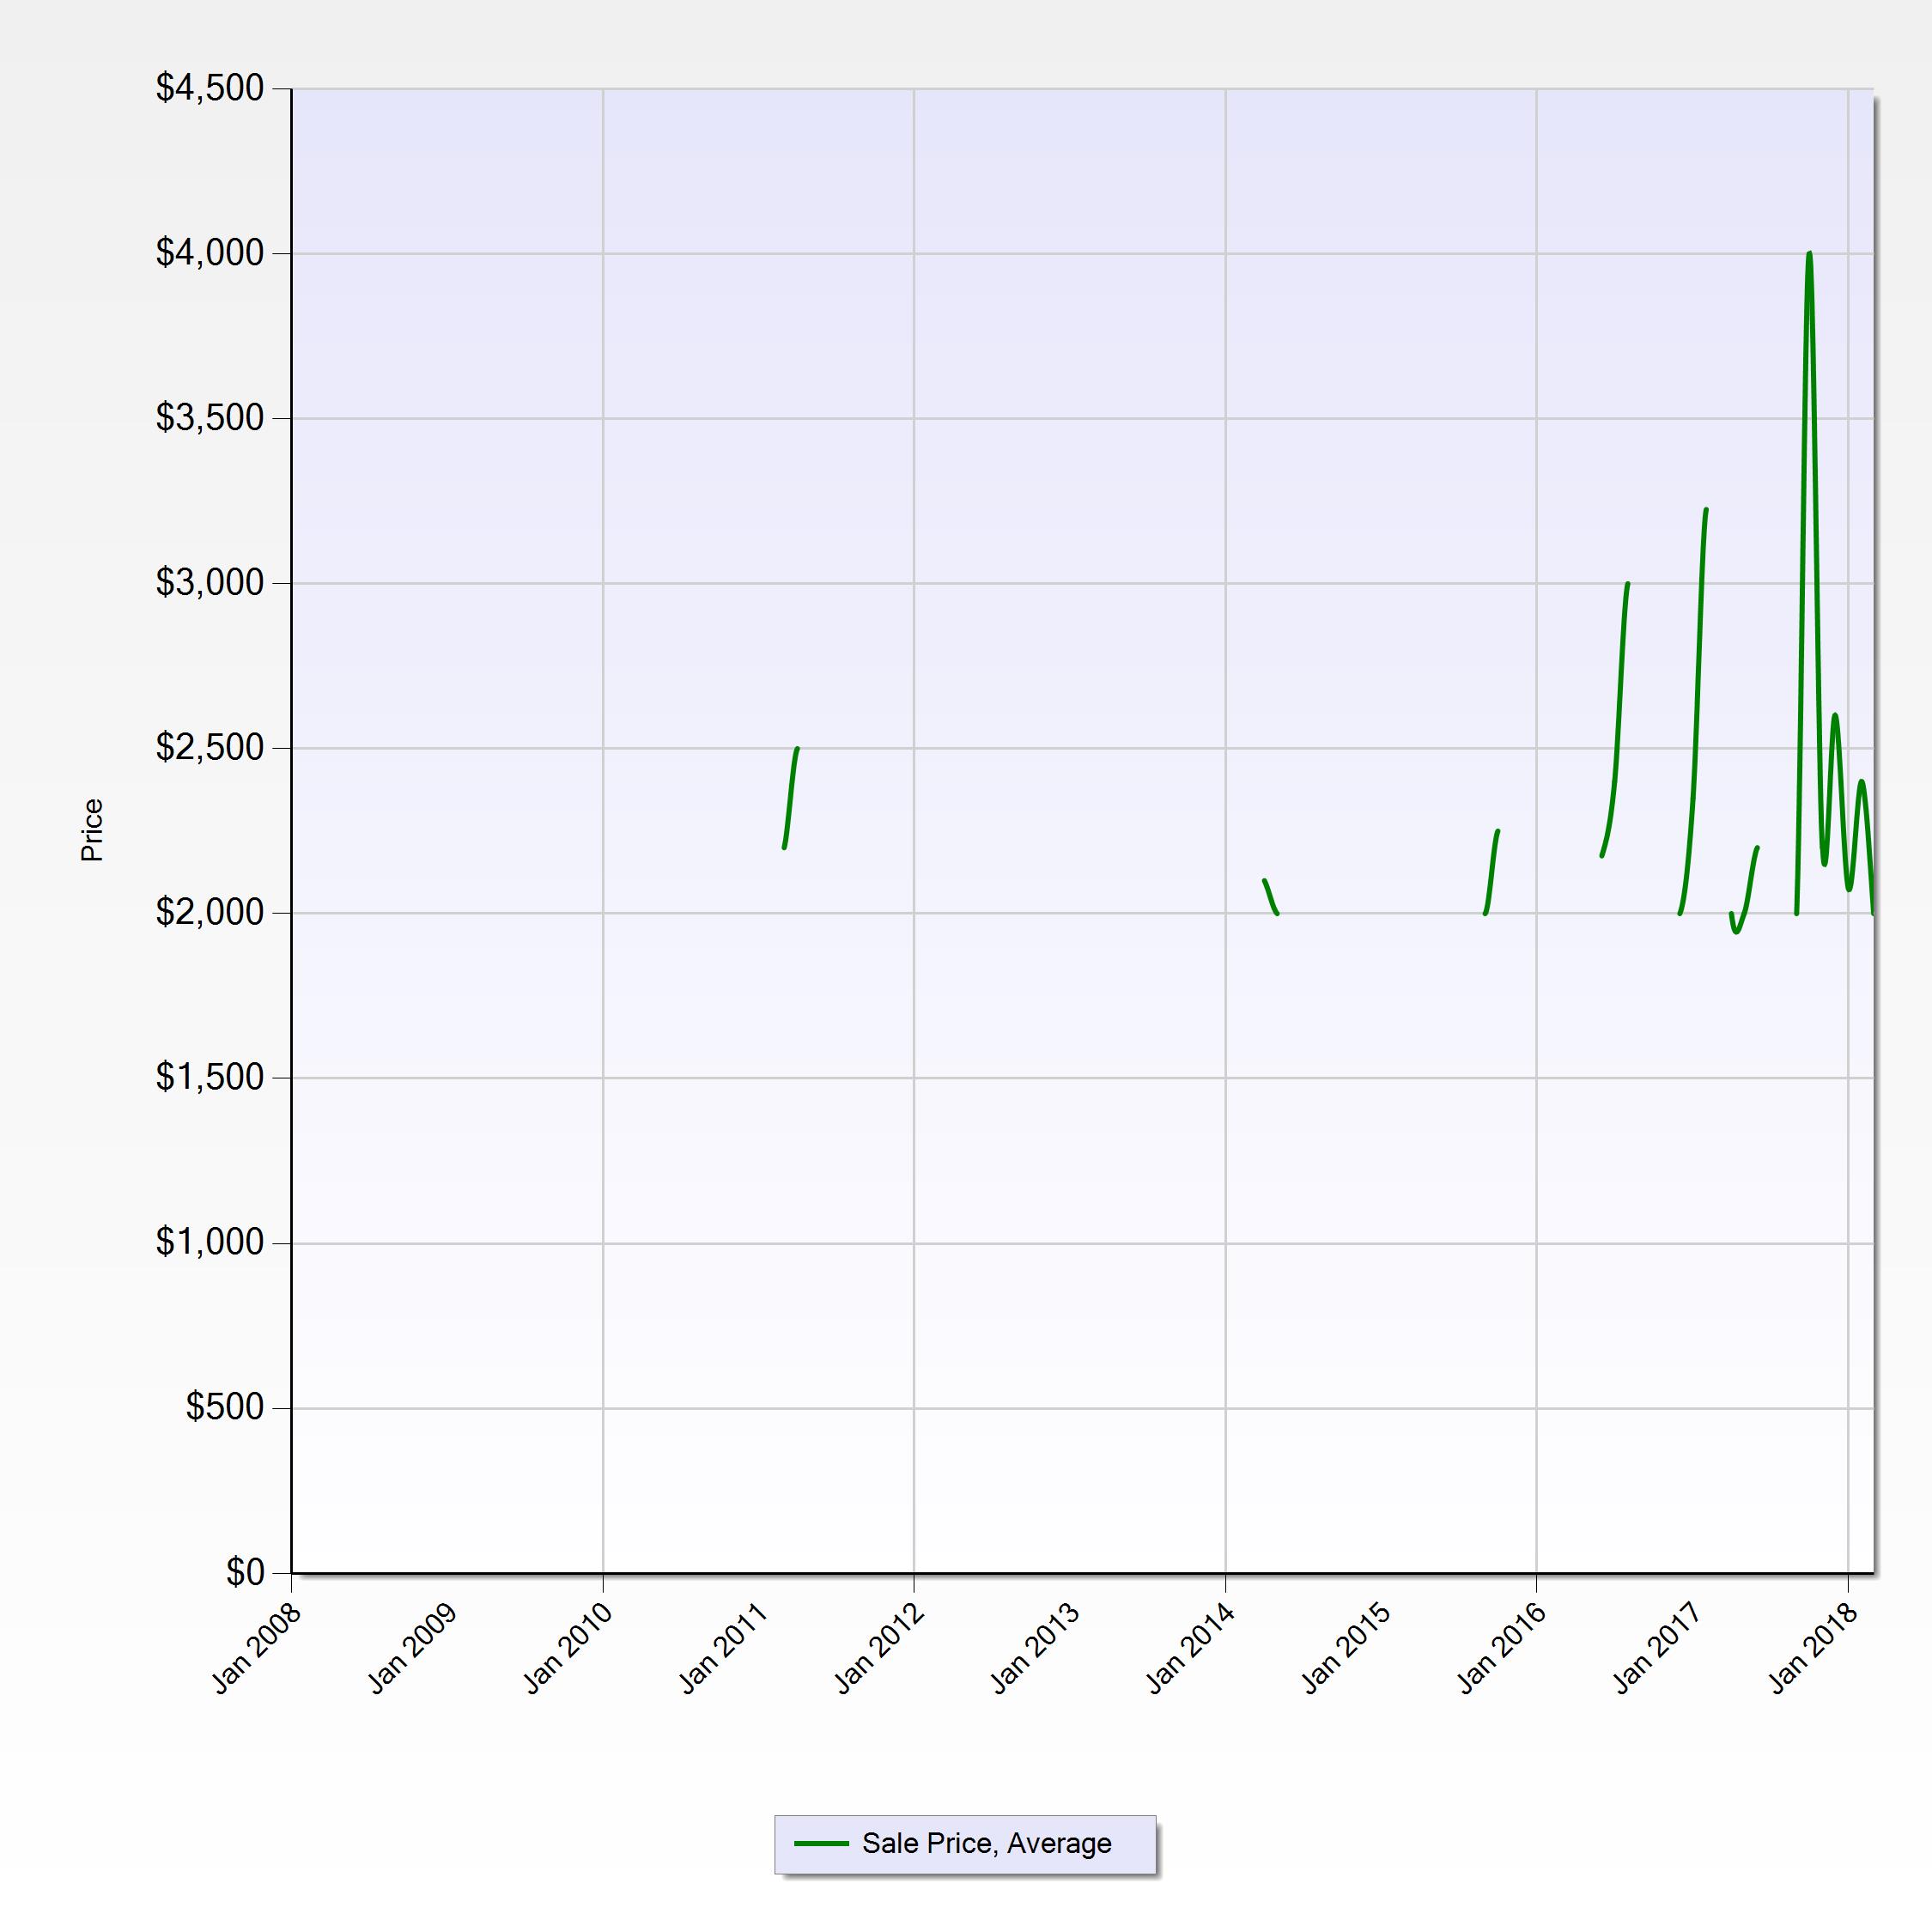 $4,500
$4,000
$3,500
$3,000
$2,500
$2,000
$1,500
$1,000
$500
$0
Price
Jan 2008
Jan 2009
Jan 2010
Jan 2011
Jan 2012
Jan 2013
Jan 2014
Jan 2015
Jan 2016
Jan 2017
Jan 2018
Sale Price, Average